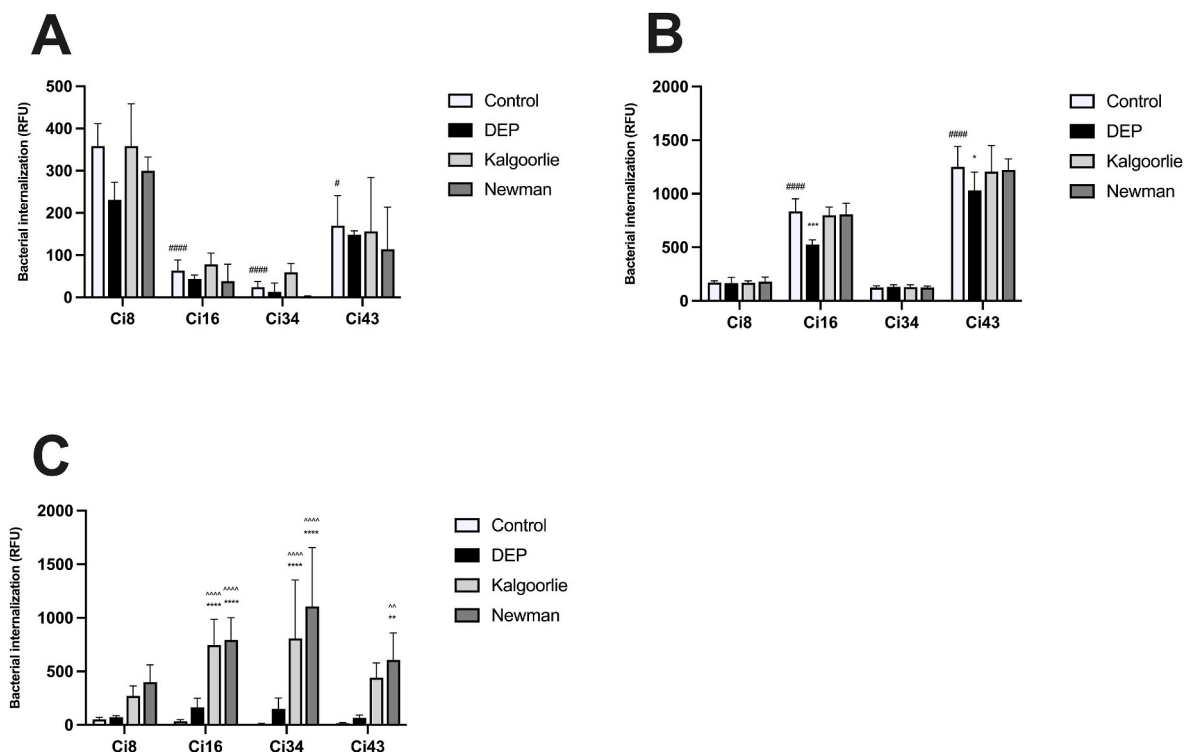 A
Bacterial internalization (RFU)
500
400
300
200
100
0
#
####
####
Ci8 Ci16 Ci34 Ci43
Control
DEP
Kalgoorlie
Newman
B
Bacterial internalization (RFU)
2000
1500
1000
500
0
####
####
*
***
Ci8 Ci16 Ci34 Ci43
Control
DEP
Kalgoorlie
Newman
C
Bacterial internalization (RFU)
2000
1500
1000
500
0
^^^^
****
^^^^
****
^^^^
****
^^^^
****
^^
**
Ci8 Ci16 Ci34 Ci43
Control
DEP
Kalgoorlie
Newman